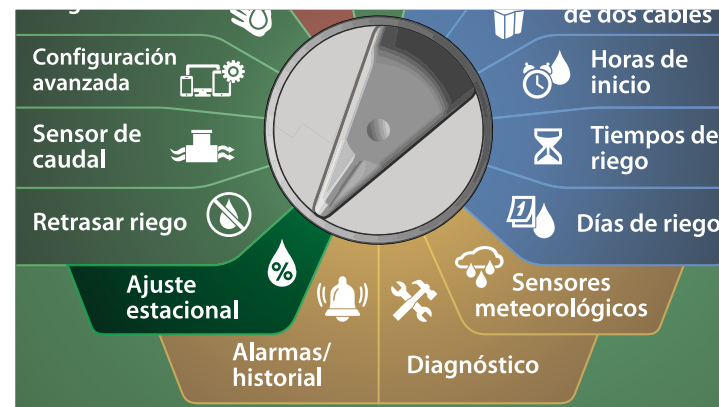 de dos cables
Configuración
avanzada
Horas de
inicio
Sensor de
caudal
Tiempos de
riego
Retrasar riego
1
Días de riego
Ajuste
estacional
%
Sensores
meteorológicos
Alarmas/
historial
Diagnóstico